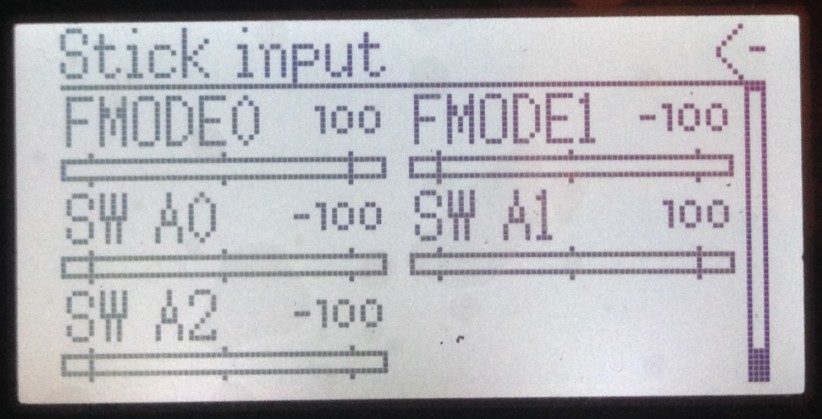 Stick input <-
FMODE0 100 FMODE1 -100
SW A0 -100 SW A1 100
SW A2 -100